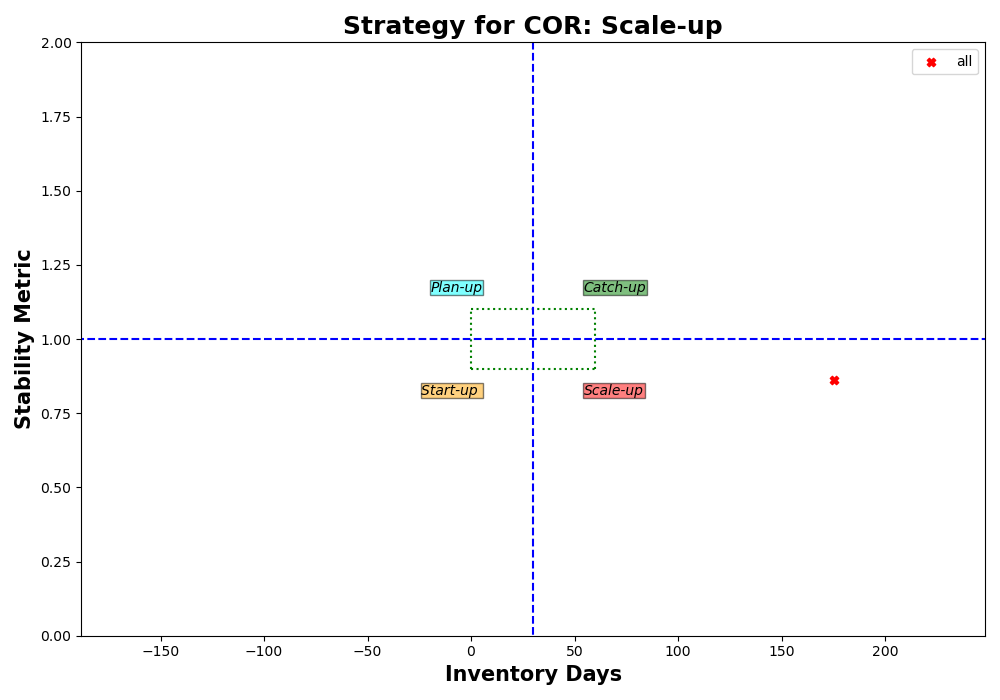 Strategy for COR: Scale-up
all
Stability Metric
2.00
1.75
1.50
1.25
1.00
0.75
0.50
0.25
0.00
Plan-up
Catch-up
Start-up
Scale-up
−150
−100
−50
0
50
100
150
200
Inventory Days